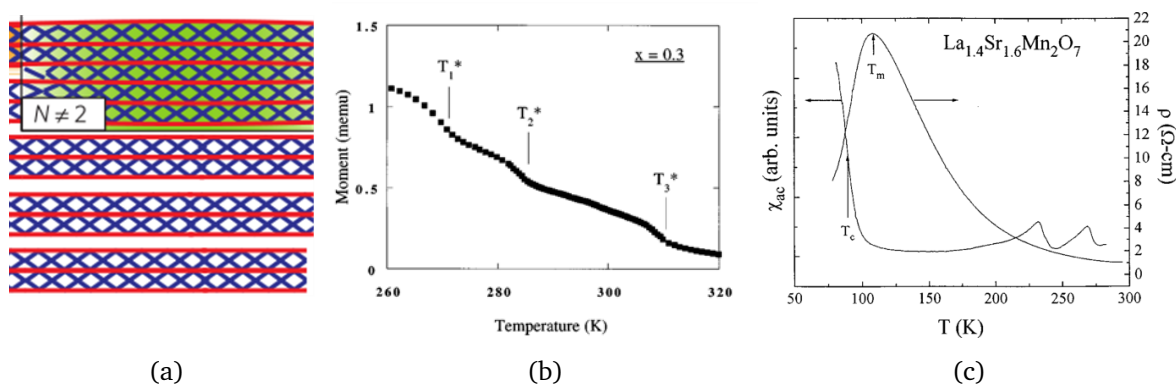 N ≠ 2
(a)
1.5
1
0.5
0
Moment (memu)
x = 0.3
T₁*
T₂*
T₃*
260
280
300
320
Temperature (K)
(b)
χac (arb. units)
La₁.₄Sr₁.₆Mn₂O₇
Tm
Tc
22
20
18
16
14
12
10
8
6
4
2
0
ρ (Ω-cm)
50
100
150
200
250
300
T (K)
(c)